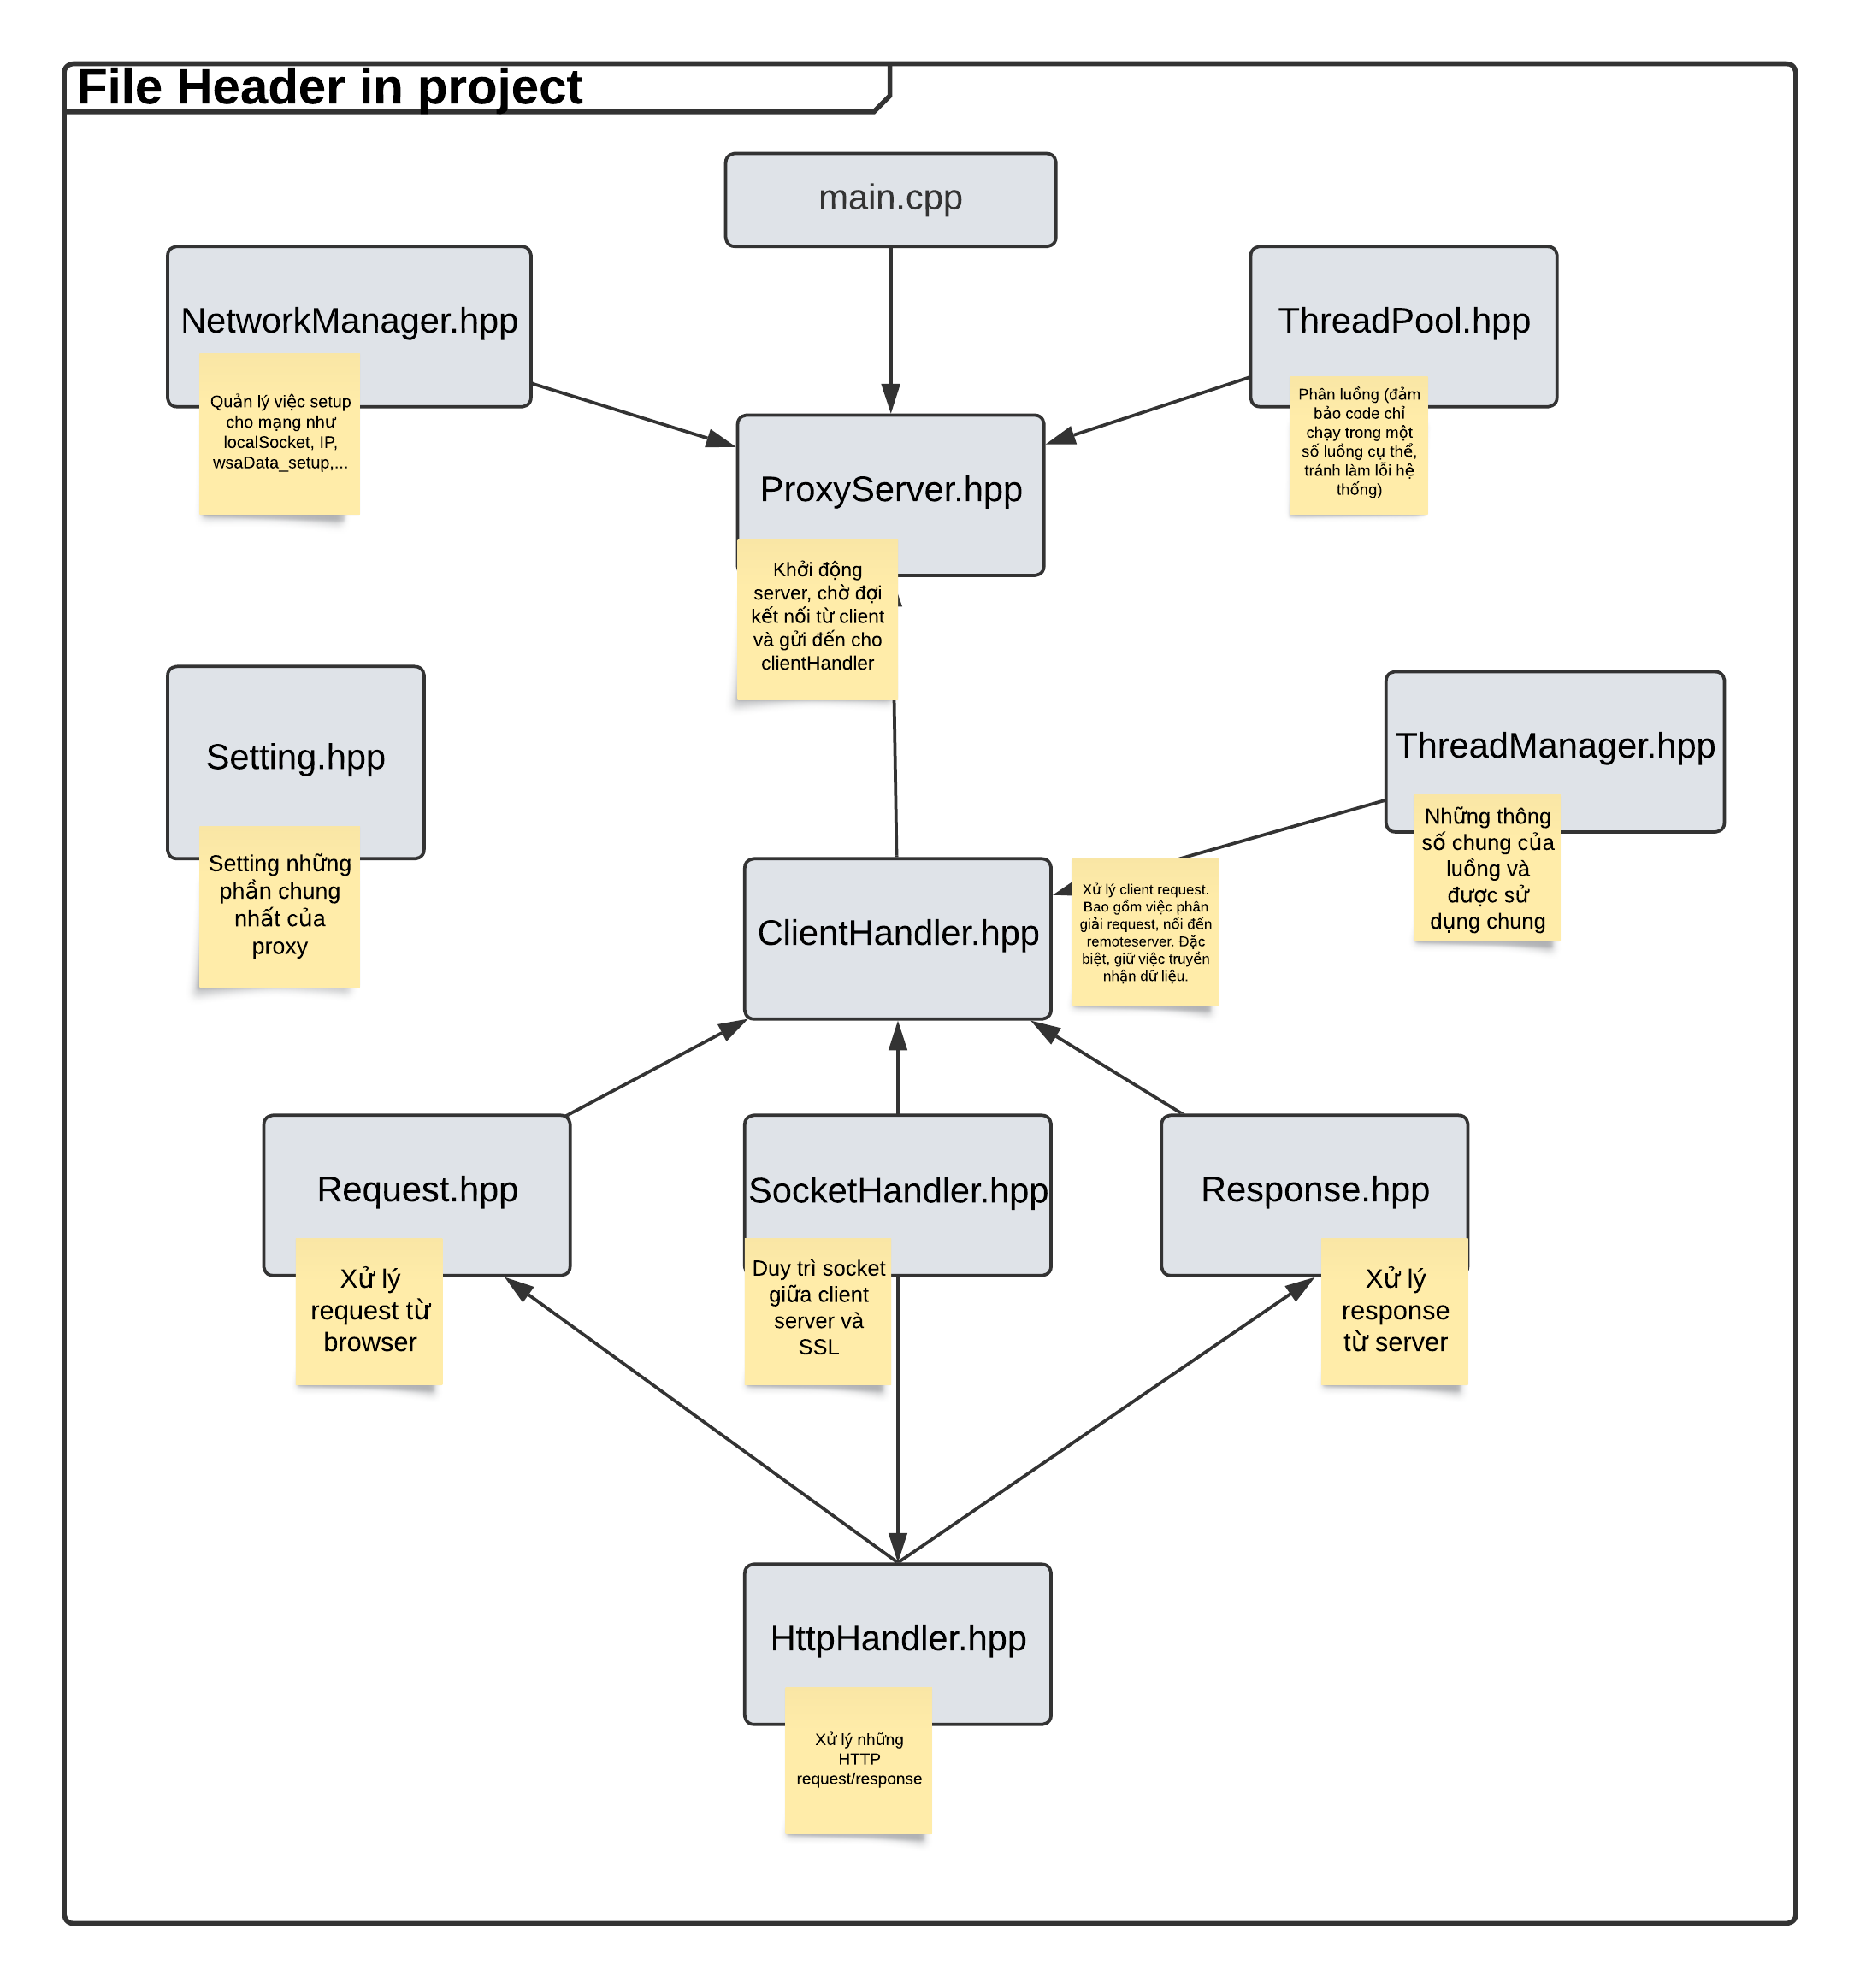 File Header in project
main.cpp
NetworkManager.hpp
Quản lý việc setup
cho mạng như
localSocket, IP,
wsaData_setup,...
ThreadPool.hpp
Phân luồng (đảm
bảo code chỉ
chạy trong một
số luồng cụ thể,
tránh làm lỗi hệ
thống)
ProxyServer.hpp
Khởi động
server, chờ đợi
kết nối từ client
và gửi đến cho
clientHandler
Setting.hpp
Setting những
phần chung
nhất của
proxy
ThreadManager.hpp
Những thông
số chung của
luồng và
được sử
dụng chung
ClientHandler.hpp
Xử lý client request.
Bao gồm việc phân
giải request, nối đến
remoteserver. Đặc
biệt, giữ việc truyền
nhận dữ liệu.
Request.hpp
Xử lý
request từ
browser
SocketHandler.hpp
Duy trì socket
giữa client
server và
SSL
Response.hpp
Xử lý
response
từ server
HttpHandler.hpp
Xử lý những
HTTP
request/response